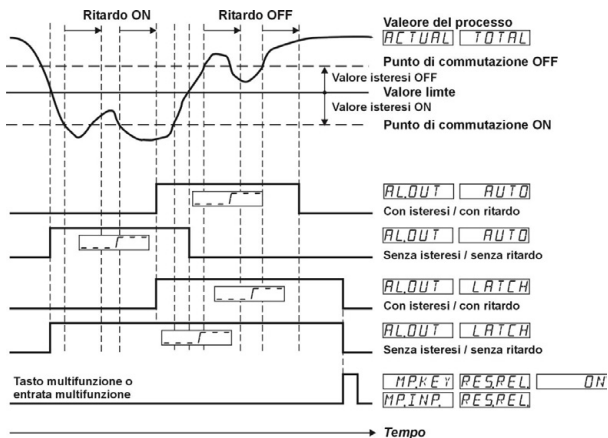 Ritardo ON
Ritardo OFF
Valeore del processo
ACTUAL TOTAL
Punto di commutazione OFF
Valore isteresi OFF
Valore limte
Valore isteresi ON
Punto di commutazione ON
AL.OUT AUTO
Con isteresi / con ritardo
AL.OUT AUTO
Senza isteresi / senza ritardo
AL.OUT LATCH
Con isteresi / con ritardo
AL.OUT LATCH
Senza isteresi / senza ritardo
Tasto multifunzione o
entrata multifunzione
MP.KEY RES.REL. ON
MP.INP. RES.REL.
Tempo